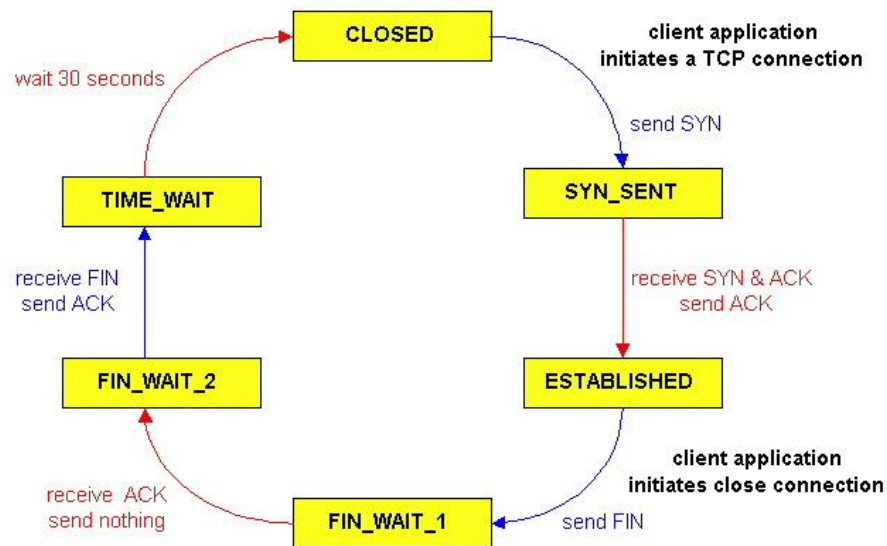 CLOSED
client application
initiates a TCP connection
wait 30 seconds
send SYN
TIME_WAIT
SYN_SENT
receive FIN
send ACK
receive SYN & ACK
send ACK
FIN_WAIT_2
ESTABLISHED
client application
initiates close connection
receive ACK
send nothing
FIN_WAIT_1
send FIN